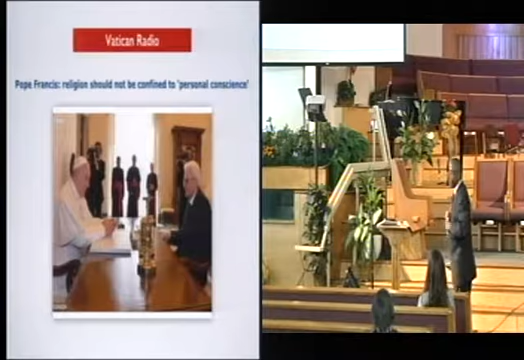 Vatican Radio
Pope Francis: religion should not be confined to 'personal conscience'